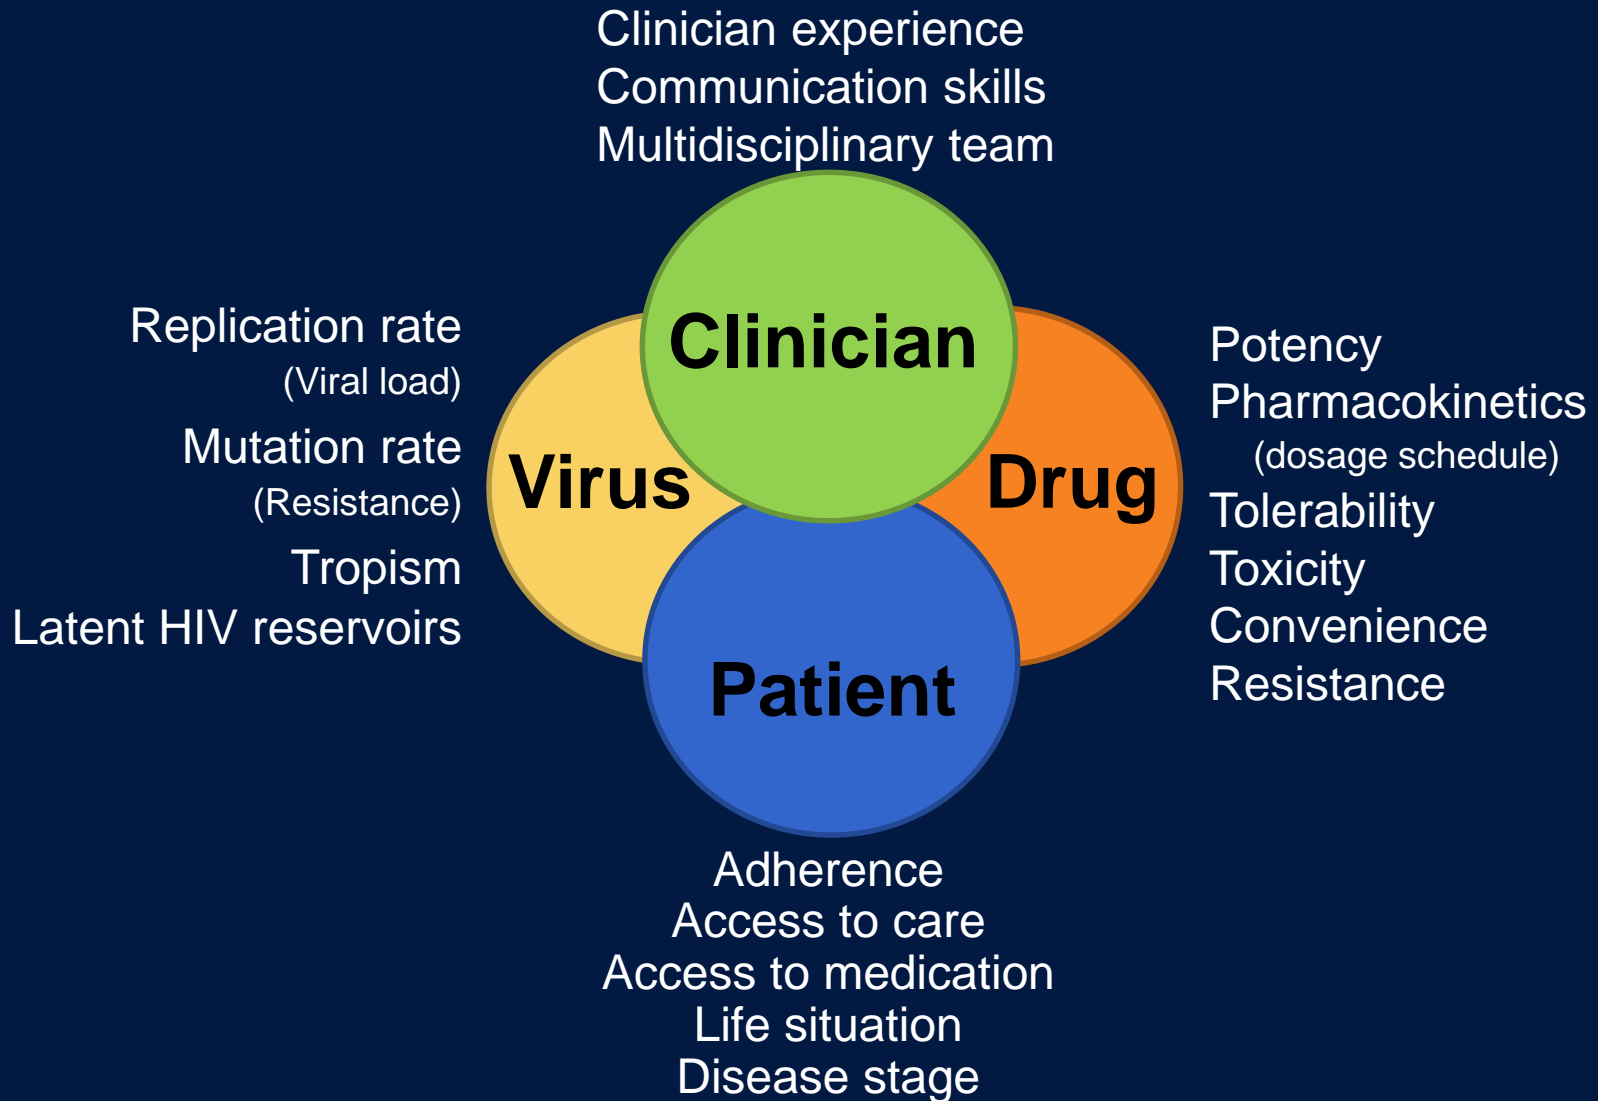 Clinician experience
Communication skills
Multidisciplinary team
Clinician
Replication rate
(Viral load)
Mutation rate
(Resistance)
Tropism
Latent HIV reservoirs
Virus
Drug
Potency
Pharmacokinetics
(dosage schedule)
Tolerability
Toxicity
Convenience
Resistance
Patient
Adherence
Access to care
Access to medication
Life situation
Disease stage